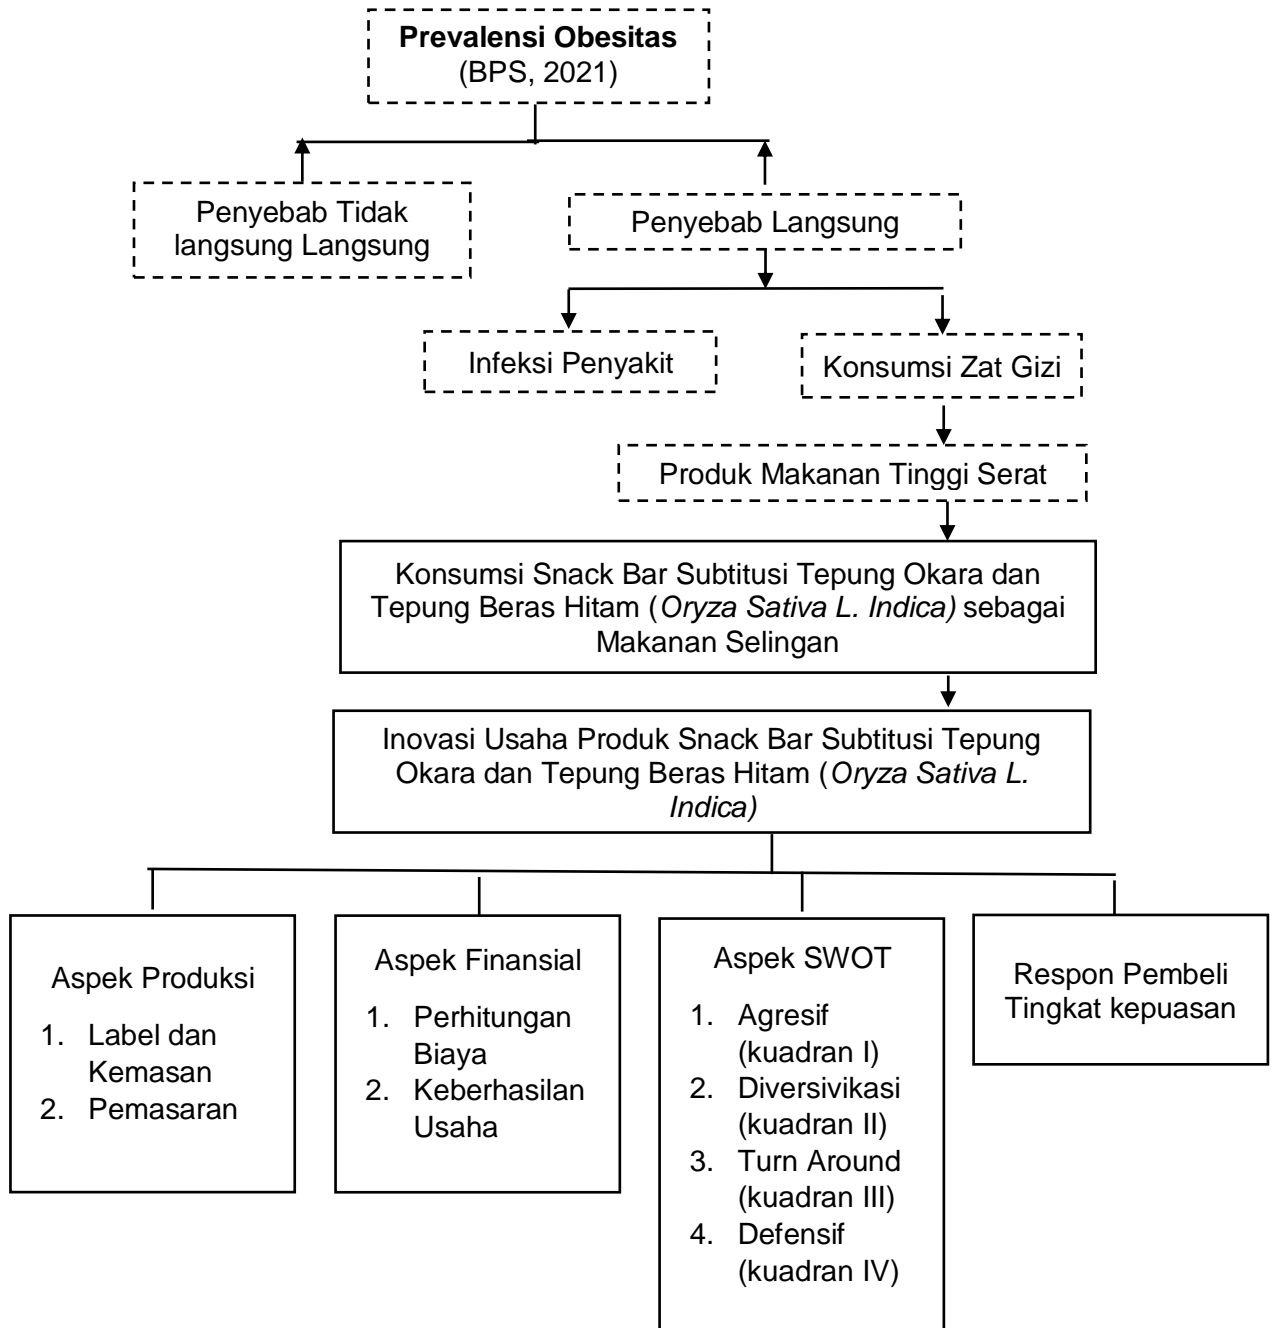 Prevalensi Obesitas
(BPS, 2021)
Penyebab Tidak
langsung Langsung
Penyebab Langsung
Infeksi Penyakit
Konsumsi Zat Gizi
Produk Makanan Tinggi Serat
Konsumsi Snack Bar Subtitusi Tepung Okara dan
Tepung Beras Hitam (Oryza Sativa L. Indica) sebagai
Makanan Selingan
Inovasi Usaha Produk Snack Bar Subtitusi Tepung
Okara dan Tepung Beras Hitam (Oryza Sativa L.
Indica)
Aspek Produksi
1. Label dan
Kemasan
2. Pemasaran
Aspek Finansial
1. Perhitungan
Biaya
2. Keberhasilan
Usaha
Aspek SWOT
1. Agresif
(kuadran I)
2. Diversivikasi
(kuadran II)
3. Turn Around
(kuadran III)
4. Defensif
(kuadran IV)
Respon Pembeli
Tingkat kepuasan